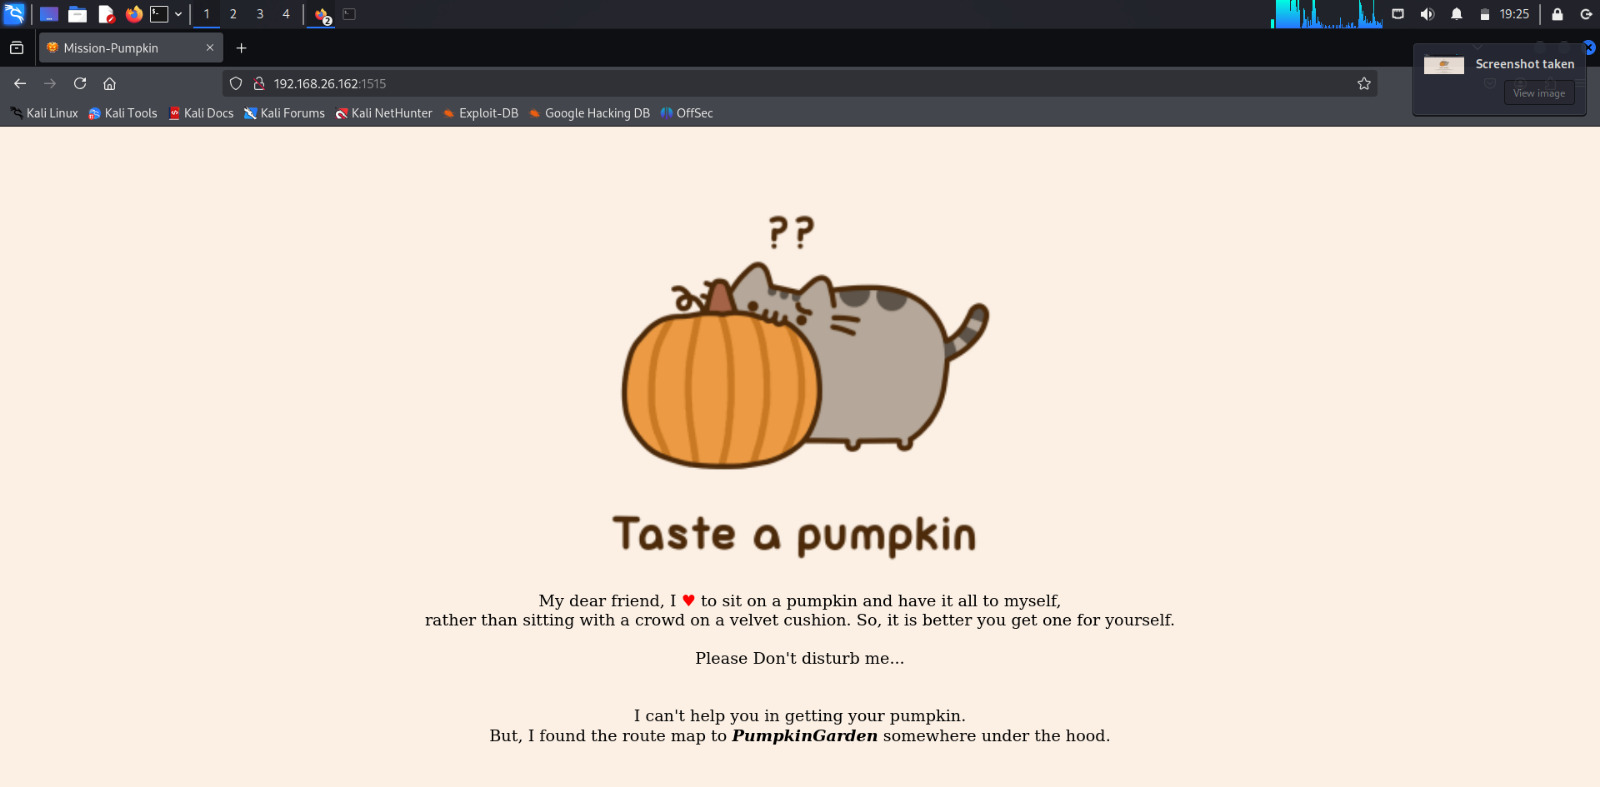 1 2 3 4
2
19:25
Mission-Pumpkin
Screenshot taken
View image
192.168.26.162:1515
Kali Linux Kali Tools Kali Docs Kali Forums Kali NetHunter Exploit-DB Google Hacking DB OffSec
??
Taste a pumpkin
My dear friend, I ♥ to sit on a pumpkin and have it all to myself,
rather than sitting with a crowd on a velvet cushion. So, it is better you get one for yourself.
Please Don't disturb me...
I can't help you in getting your pumpkin.
But, I found the route map to PumpkinGarden somewhere under the hood.